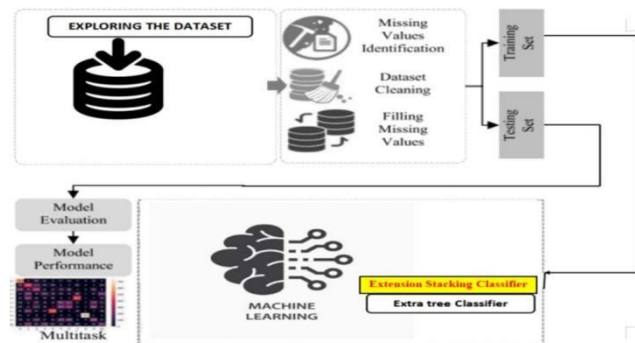 EXPLORING THE DATASET
Missing
Values
Identification
Dataset
Cleaning
Filling
Missing
Values
Training
Set
Testing
Set
Model
Evaluation
Model
Performance
Multitask
MACHINE
LEARNING
Extension Stacking Classifier
Extra tree Classifier